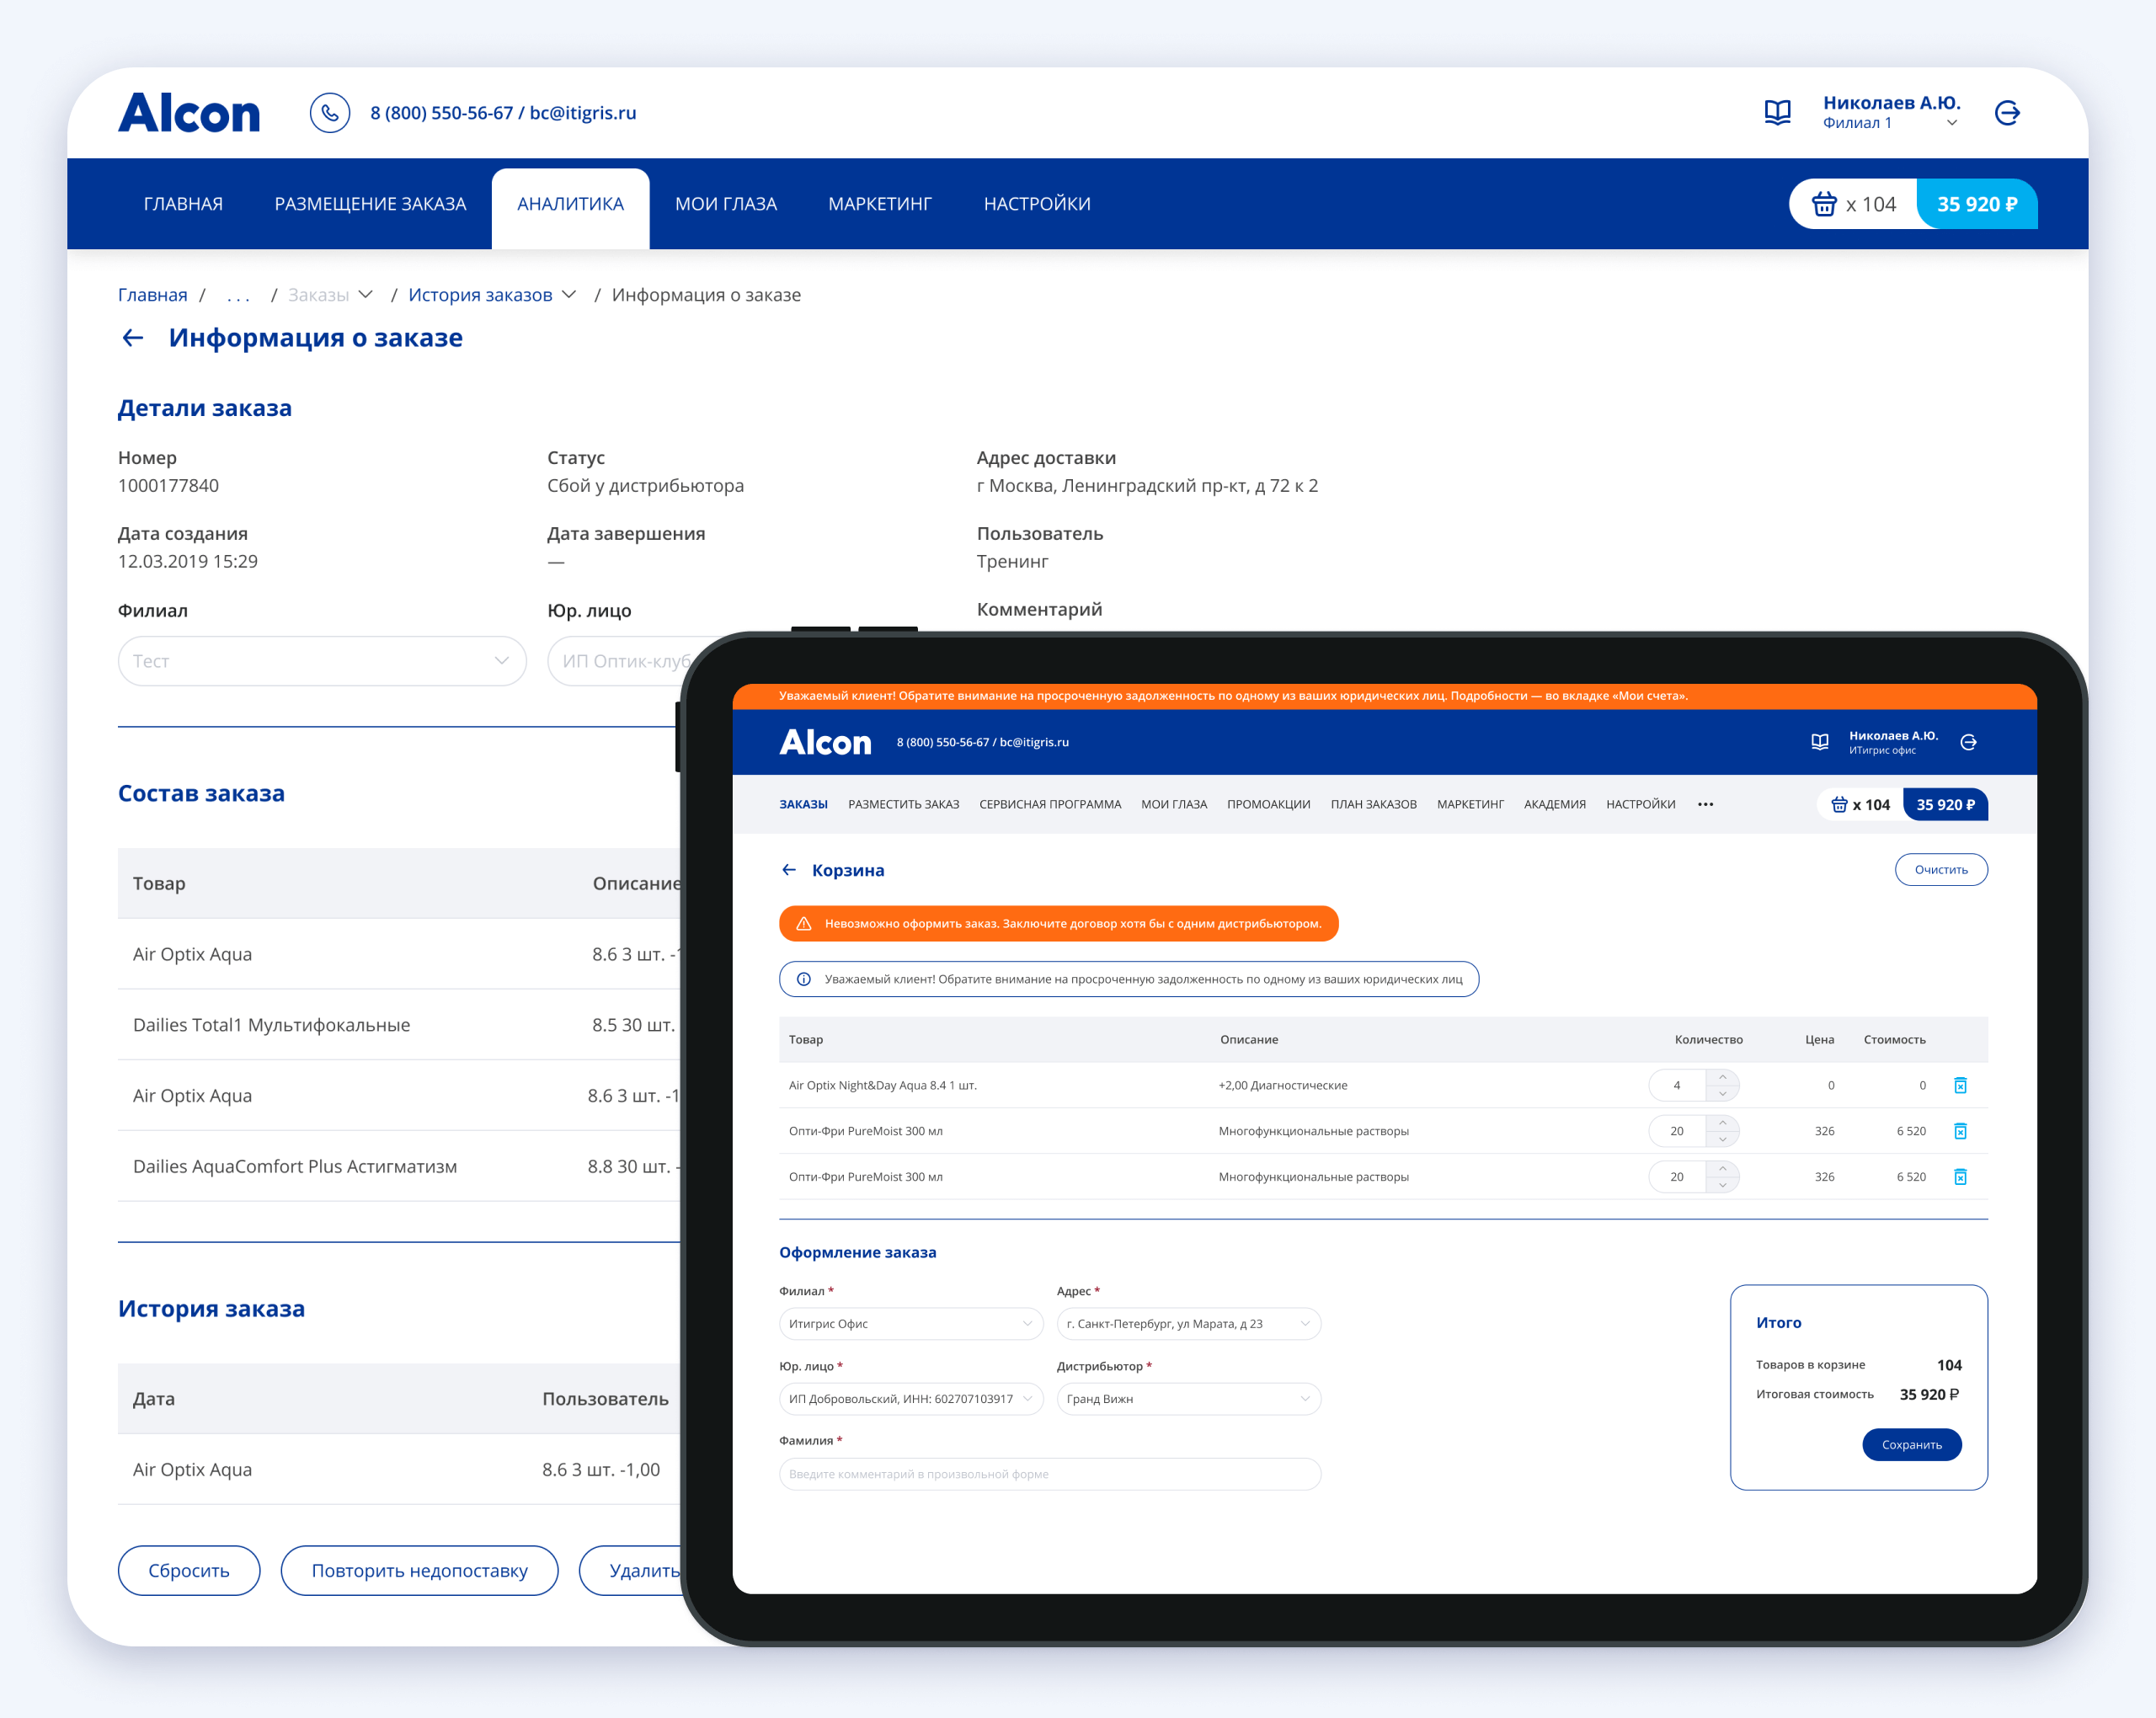 Alcon
8 (800) 550-56-67 / bc@itigris.ru
Николаев А.Ю.
Филиал 1
ГЛАВНАЯ РАЗМЕЩЕНИЕ ЗАКАЗА АНАЛИТИКА МОИ ГЛАЗА МАРКЕТИНГ НАСТРОЙКИ
x 104 35 920 ₽
Главная / ... / Заказы / История заказов / Информация о заказе
Информация о заказе
Детали заказа
Номер Статус Адрес доставки
1000177840 Сбой у дистрибьютора г Москва, Ленинградский пр-кт, д 72 к 2
Дата создания Дата завершения Пользователь
12.03.2019 15:29 — Тренинг
Филиал Юр. лицо Комментарий
Тест ИП Оптик-клуб
Состав заказа
Товар Описание
Air Optix Aqua 8.6 3 шт. -1
Dailies Total1 Мультифокальные 8.5 30 шт.
Air Optix Aqua 8.6 3 шт. -1
Dailies AquaComfort Plus Астигматизм 8.8 30 шт. -
История заказа
Дата Пользователь
Air Optix Aqua 8.6 3 шт. -1,00
Сбросить Повторить недопоставку Удалить
Уважаемый клиент! Обратите внимание на просроченную задолженность по одному из ваших юридических лиц. Подробности — во вкладке «Мои счета».
Alcon 8 (800) 550-56-67 / bc@itigris.ru
Николаев А.Ю.
ИТигрис офис
ЗАКАЗЫ РАЗМЕСТИТЬ ЗАКАЗ СЕРВИСНАЯ ПРОГРАММА МОИ ГЛАЗА ПРОМОАКЦИИ ПЛАН ЗАКАЗОВ МАРКЕТИНГ АКАДЕМИЯ НАСТРОЙКИ •••
x 104 35 920 ₽
Корзина Очистить
Невозможно оформить заказ. Заключите договор хотя бы с одним дистрибьютором.
Уважаемый клиент! Обратите внимание на просроченную задолженность по одному из ваших юридических лиц
Товар Описание Количество Цена Стоимость
Air Optix Night&Day Aqua 8.4 1 шт. +2,00 Диагностические 4 0 0
Опти-Фри PureMoist 300 мл Многофункциональные растворы 20 326 6 520
Опти-Фри PureMoist 300 мл Многофункциональные растворы 20 326 6 520
Оформление заказа
Филиал * Адрес *
Итигрис Офис г. Санкт-Петербург, ул Марата, д 23
Юр. лицо * Дистрибьютор *
ИП Добровольский, ИНН: 602707103917 Гранд Вижн
Фамилия *
Введите комментарий в произвольной форме
Итого
Товаров в корзине 104
Итоговая стоимость 35 920 ₽
Сохранить